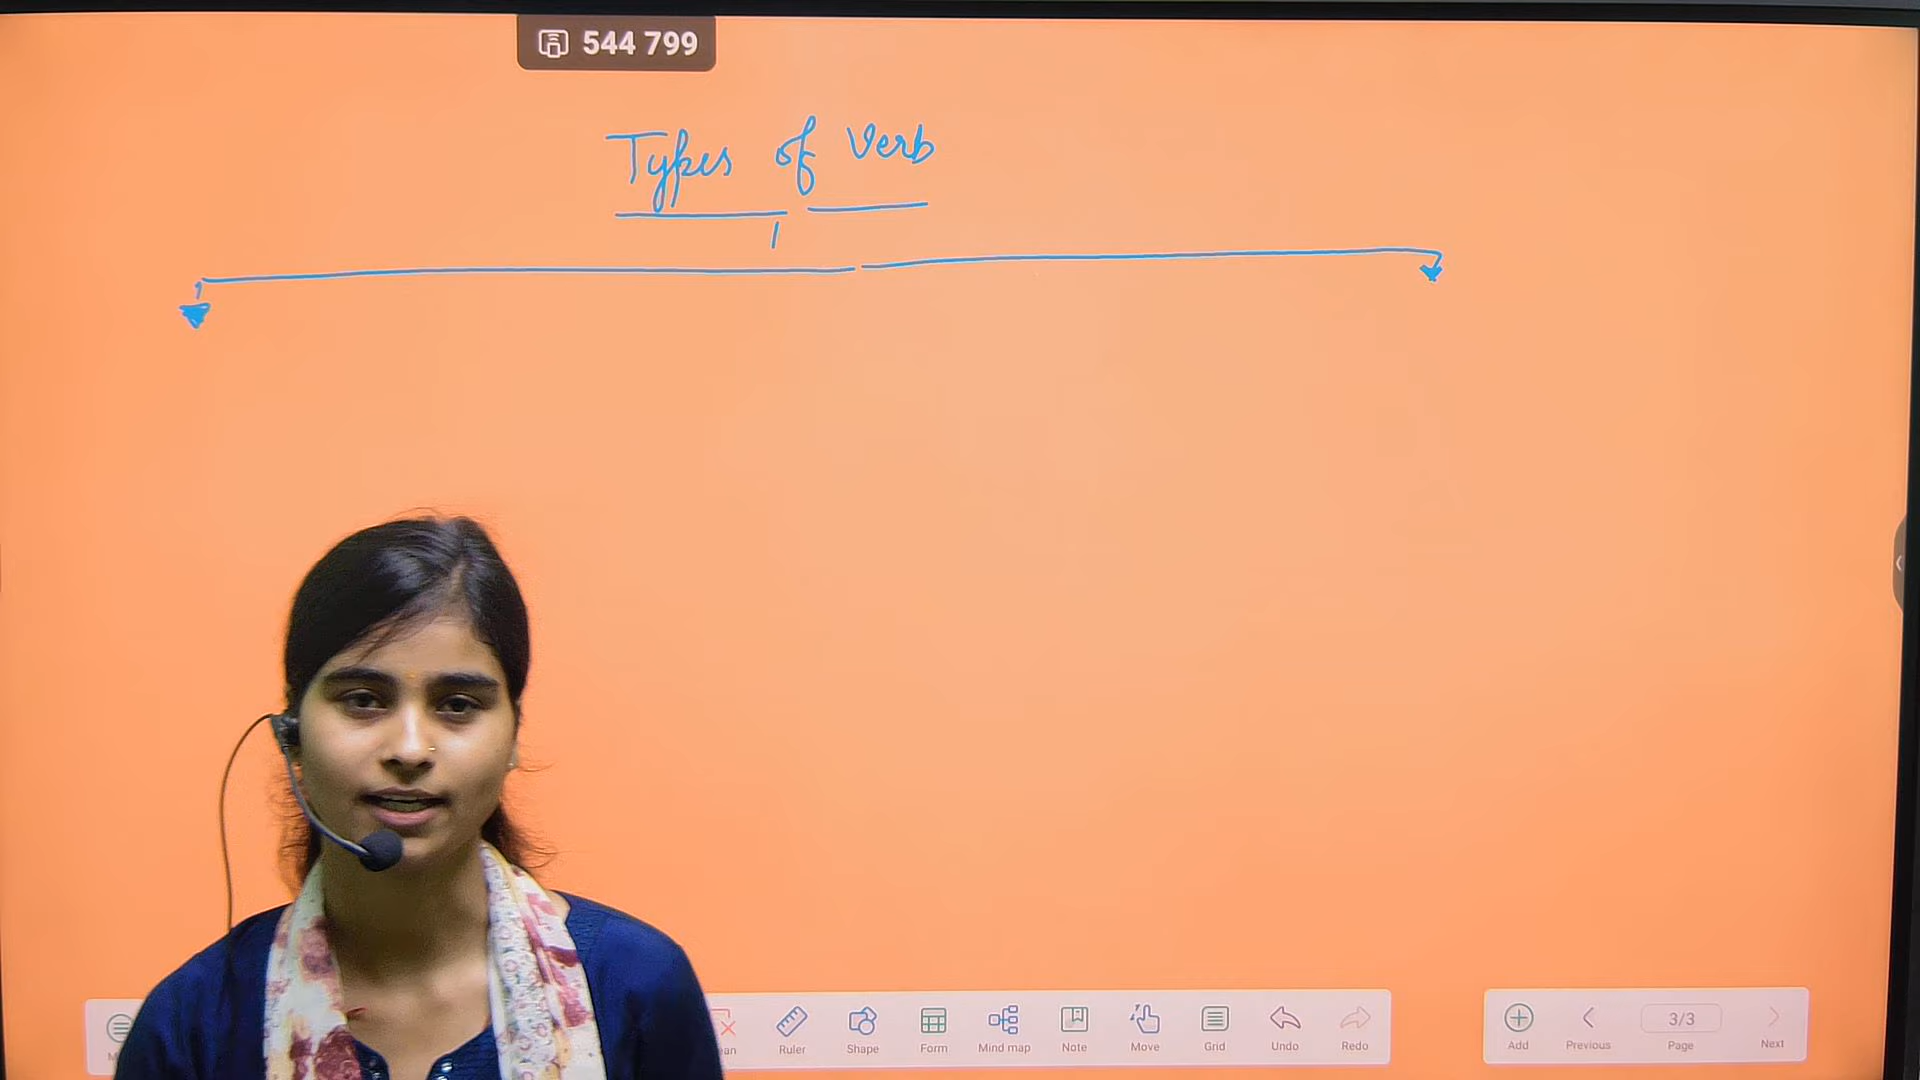 544 799
Types of Verb
Ruler Shape Form Mind map Note Move Grid Undo Redo
Add Previous 3/3 Page Next